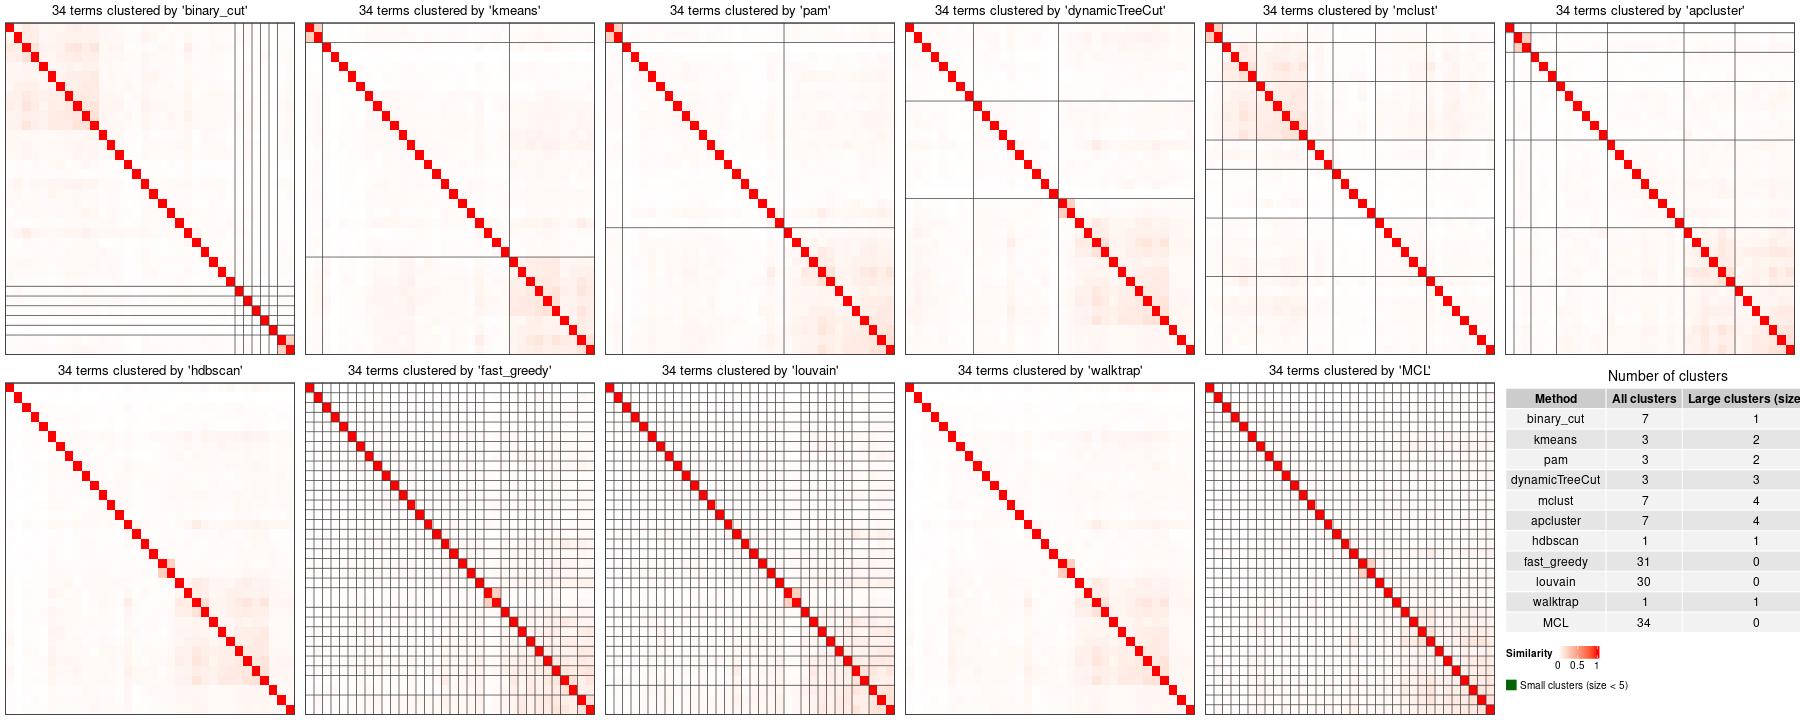 34 terms clustered by 'binary_cut'
34 terms clustered by 'kmeans'
34 terms clustered by 'pam'
34 terms clustered by 'dynamicTreeCut'
34 terms clustered by 'mclust'
34 terms clustered by 'apcluster'
34 terms clustered by 'hdbscan'
34 terms clustered by 'fast_greedy'
34 terms clustered by 'louvain'
34 terms clustered by 'walktrap'
34 terms clustered by 'MCL'
Number of clusters
Method All clusters Large clusters (size
binary_cut 7 1
kmeans 3 2
pam 3 2
dynamicTreeCut 3 3
mclust 7 4
apcluster 7 4
hdbscan 1 1
fast_greedy 31 0
louvain 30 0
walktrap 1 1
MCL 34 0
Similarity
0 0.5 1
Small clusters (size < 5)